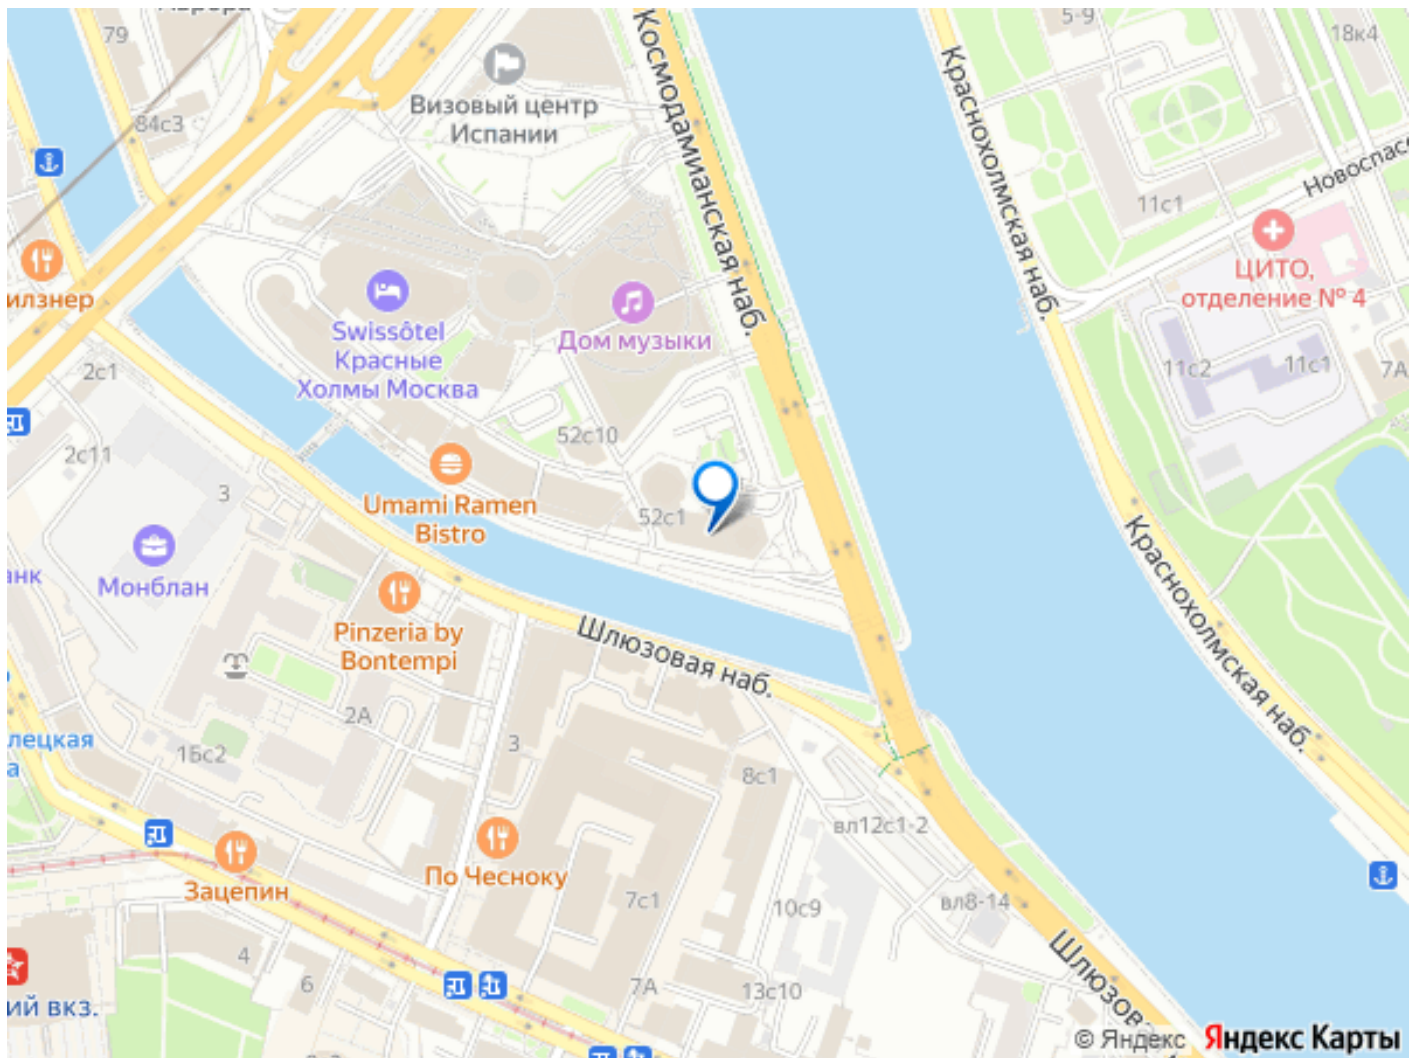 79
84с3
Визовый центр
Испании
Космодамианская наб.
5-9
18к4
Краснохолмская наб.
11с1
ЦИТО,
отделение № 4
илзнер
Swissôtel
Красные
Холмы Москва
Дом музыки
2с1
11с2
11с1
7А
52с10
2с11
3
Umami Ramen
Bistro
52с1
Монблан
анк
Pinzeria by
Bontempi
Шлюзовая наб.
Краснохолмская наб.
2А
лецкая
а
1Бс2
3
8с1
вл12с1-2
Зацепин
По Чесноку
7с1
10с9
вл8-14
4
6
7А
13с10
ий вкз.
© Яндекс Яндекс Карты